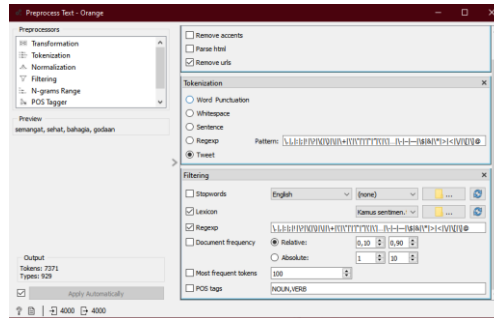 Preprocess Text - Orange
Preprocessors
Transformation
Tokenization
Normalization
Filtering
N-grams Range
POS Tagger
Preview
semangat, sehat, bahagia, godaan
Output
Tokens: 7371
Types: 929
Apply Automatically
4000 4000
Remove accents
Parse html
Remove urls
Tokenization
Word Punctuation
Whitespace
Sentence
Regexp Pattern:
Tweet
Filtering
Stopwords English (none) ...
Lexicon Kamus sentimen. ...
Regexp
Document frequency Relative: 0,10 0,90
Absolute: 1 10
Most frequent tokens 100
POS tags NOUN,VERB